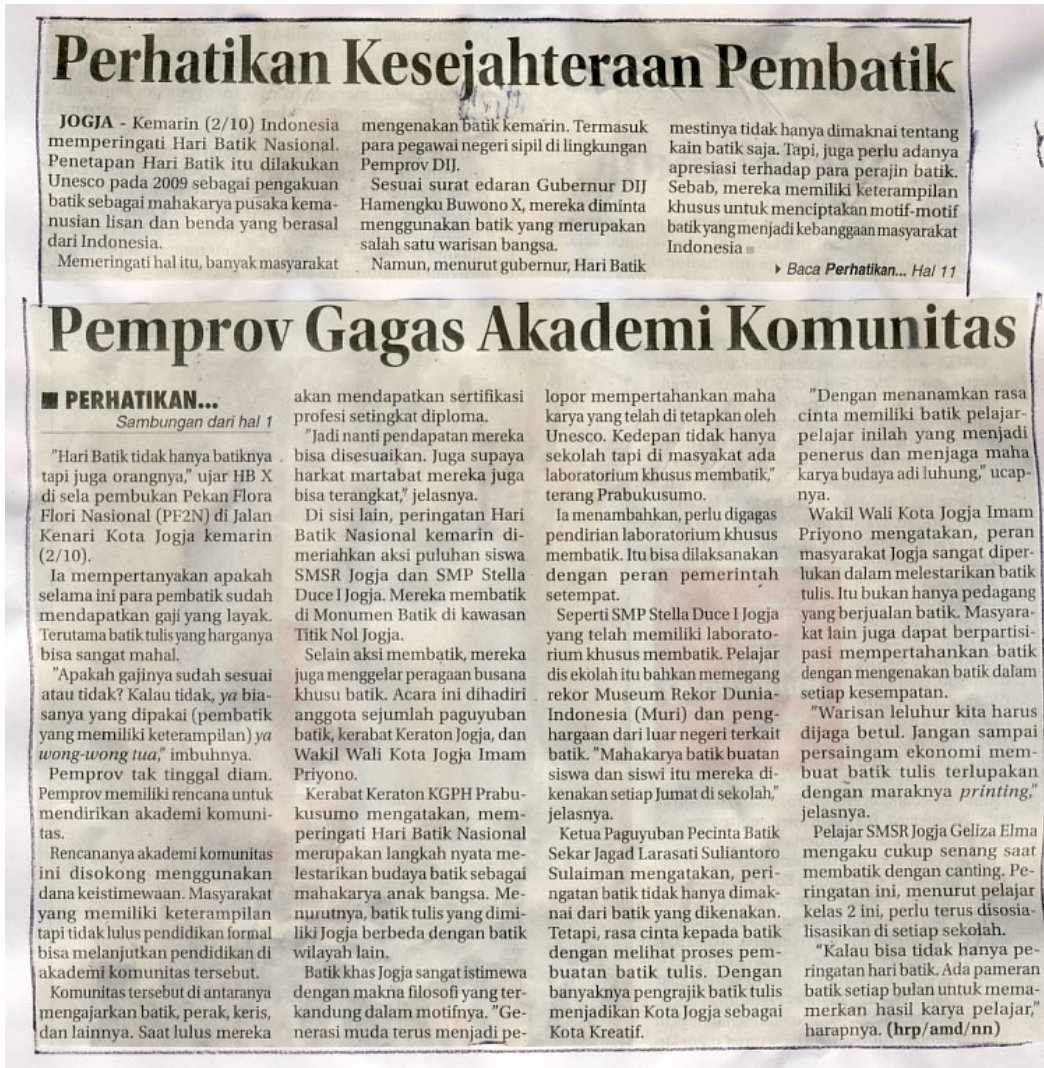 Perhatikan Kesejahteraan Pembatik
JOGJA - Kemarin (2/10) Indonesia
memperingati Hari Batik Nasional.
Penetapan Hari Batik itu dilakukan
Unesco pada 2009 sebagai pengakuan
batik sebagai mahakarya pusaka kema-
nusian lisan dan benda yang berasal
dari Indonesia.
Memeringati hal itu, banyak masyarakat
mengenakan batik kemarin. Termasuk
para pegawai negeri sipil di lingkungan
Pemprov DIJ.
Sesuai surat edaran Gubernur DIJ
Hamengku Buwono X, mereka diminta
menggunakan batik yang merupakan
salah satu warisan bangsa.
Namun, menurut gubernur, Hari Batik
mestinya tidak hanya dimaknai tentang
kain batik saja. Tapi, juga perlu adanya
apresiasi terhadap para perajin batik.
Sebab, mereka memiliki keterampilan
khusus untuk menciptakan motif-motif
batik yang menjadi kebanggaan masyarakat
Indonesia
Baca Perhatikan... Hal 11
Pemprov Gagas Akademi Komunitas
PERHATIKAN...
Sambungan dari hal 1
"Hari Batik tidak hanya batiknya
tapi juga orangnya," ujar HB X
di sela pembukan Pekan Flora
Flori Nasional (PF2N) di Jalan
Kenari Kota Jogja kemarin
(2/10).
Ia mempertanyakan apakah
selama ini para pembatik sudah
mendapatkan gaji yang layak.
Terutama batik tulis yang harganya
bisa sangat mahal.
"Apakah gajinya sudah sesuai
atau tidak? Kalau tidak, ya bia-
sanya yang dipakai (pembatik
yang memiliki keterampilan) ya
wong-wong tua," imbuhnya.
Pemprov tak tinggal diam.
Pemprov memiliki rencana untuk
mendirikan akademi komuni-
tas.
Rencananya akademi komunitas
ini disokong menggunakan
dana keistimewaan. Masyarakat
yang memiliki keterampilan
tapi tidak lulus pendidikan formal
bisa melanjutkan pendidikan di
akademi komunitas tersebut.
Komunitas tersebut di antaranya
mengajarkan batik, perak, keris,
dan lainnya. Saat lulus mereka
akan mendapatkan sertifikasi
profesi setingkat diploma.
"Jadi nanti pendapatan mereka
bisa disesuaikan. Juga supaya
harkat martabat mereka juga
bisa terangkat," jelasnya.
Di sisi lain, peringatan Hari
Batik Nasional kemarin di-
meriahkan aksi puluhan siswa
SMSR Jogja dan SMP Stella
Duce I Jogja. Mereka membatik
di Monumen Batik di kawasan
Titik Nol Jogja.
Selain aksi membatik, mereka
juga menggelar peragaan busana
khusu batik. Acara ini dihadiri
anggota sejumlah paguyuban
batik, kerabat Keraton Jogja, dan
Wakil Wali Kota Jogja Imam
Priyono.
Kerabat Keraton KGPH Prabu-
kusumo mengatakan, mem-
peringati Hari Batik Nasional
merupakan langkah nyata me-
lestarikan budaya batik sebagai
mahakarya anak bangsa. Me-
nurutnya, batik tulis yang dimi-
liki Jogja berbeda dengan batik
wilayah lain.
Batik khas Jogja sangat istimewa
dengan makna filosofi yang ter-
kandung dalam motifnya. "Ge-
nerasi muda terus menjadi pe-
lopor mempertahankan maha
karya yang telah di tetapkan oleh
Unesco. Kedepan tidak hanya
sekolah tapi di masyakat ada
laboratorium khusus membatik,"
terang Prabukusumo.
Ia menambahkan, perlu digagas
pendirian laboratorium khusus
membatik. Itu bisa dilaksanakan
dengan peran pemerintah
setempat.
Seperti SMP Stella Duce I Jogja
yang telah memiliki laborato-
rium khusus membatik. Pelajar
dis ekolah itu bahkan memegang
rekor Museum Rekor Dunia-
Indonesia (Muri) dan peng-
hargaan dari luar negeri terkait
batik. "Mahakarya batik buatan
siswa dan siswi itu mereka di-
kenakan setiap Jumat di sekolah,"
jelasnya.
Ketua Paguyuban Pecinta Batik
Sekar Jagad Larasati Suliantoro
Sulaiman mengatakan, peri-
ngatan batik tidak hanya dimak-
nai dari batik yang dikenakan.
Tetapi, rasa cinta kepada batik
dengan melihat proses pem-
buatan batik tulis. Dengan
banyaknya pengrajik batik tulis
menjadikan Kota Jogja sebagai
Kota Kreatif.
"Dengan menanamkan rasa
cinta memiliki batik pelajar-
pelajar inilah yang menjadi
penerus dan menjaga maha
karya budaya adi luhung," ucap-
nya.
Wakil Wali Kota Jogja Imam
Priyono mengatakan, peran
masyarakat Jogja sangat diper-
lukan dalam melestarikan batik
tulis. Itu bukan hanya pedagang
yang berjualan batik. Masyara-
kat lain juga dapat berpartisi-
pasi mempertahankan batik
dengan mengenakan batik dalam
setiap kesempatan.
"Warisan leluhur kita harus
dijaga betul. Jangan sampai
persaingam ekonomi mem-
buat batik tulis terlupakan
dengan maraknya printing,"
jelasnya.
Pelajar SMSR Jogja Geliza Elma
mengaku cukup senang saat
membatik dengan canting. Pe-
ringatan ini, menurut pelajar
kelas 2 ini, perlu terus disosia-
lisasikan di setiap sekolah.
"Kalau bisa tidak hanya pe-
ringatan hari batik. Ada pameran
batik setiap bulan untuk mema-
merkan hasil karya pelajar,"
harapnya. (hrp/amd/nn)